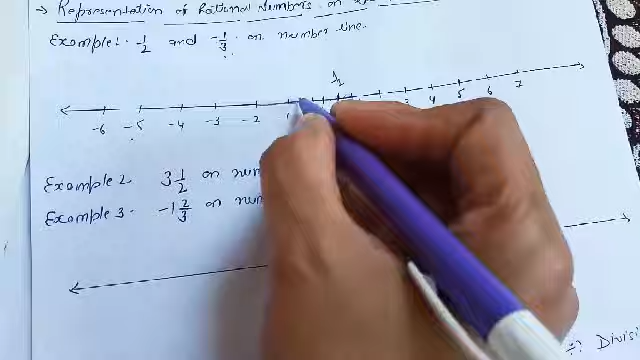 → Representation of Rational Numbers on
Example 1. 1/2 and -1/3 on number line.
1/2
-6 -5 -4 -3 -2 3 4 5 6 7
Example 2. 3 1/2 on
Example 3. -1 2/3 on